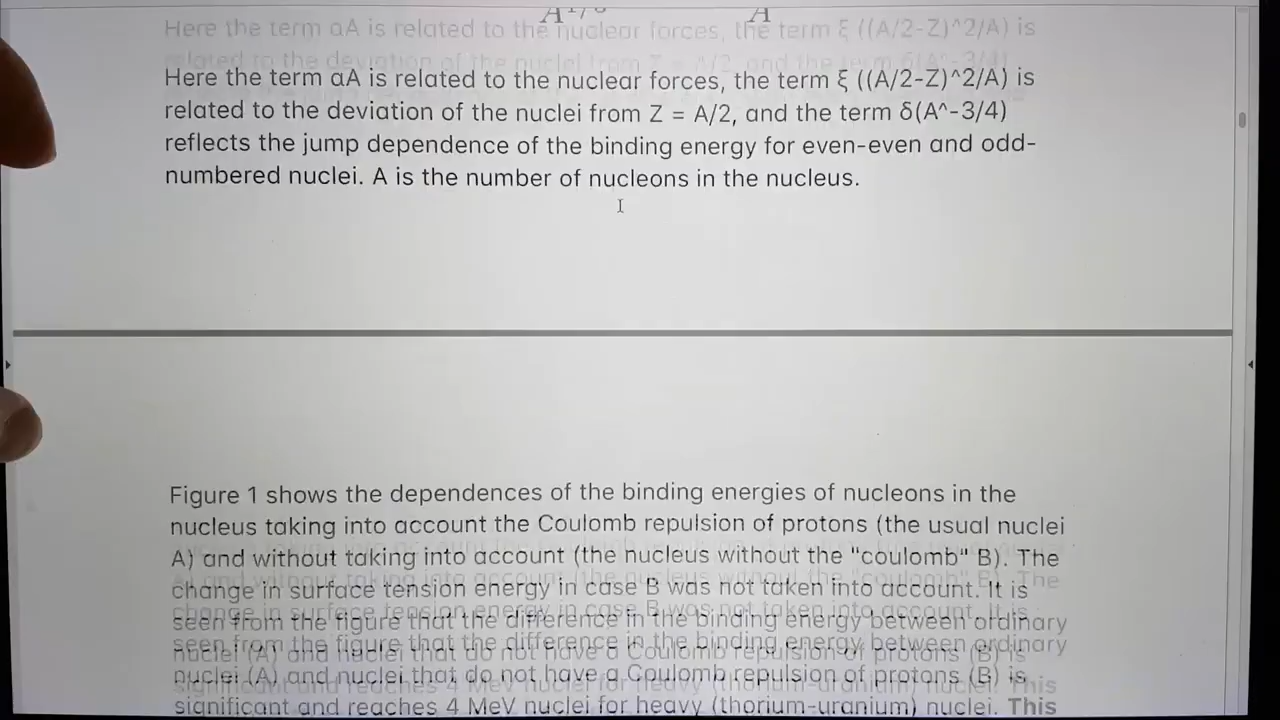 Here the term αA is related to the nuclear forces, the term ξ ((A/2-Z)^2/A) is
related to the deviation of the nuclei from Z = A/2, and the term δ(A^-3/4)
reflects the jump dependence of the binding energy for even-even and odd-
numbered nuclei. A is the number of nucleons in the nucleus.
Figure 1 shows the dependences of the binding energies of nucleons in the
nucleus taking into account the Coulomb repulsion of protons (the usual nuclei
A) and without taking into account (the nucleus without the "coulomb" B). The
change in surface tension energy in case B was not taken into account. It is
seen from the figure that the difference in the binding energy between ordinary
nuclei (A) and nuclei that do not have a Coulomb repulsion of protons (B) is
significant and reaches 4 MeV nuclei for heavy (thorium-uranium) nuclei. This